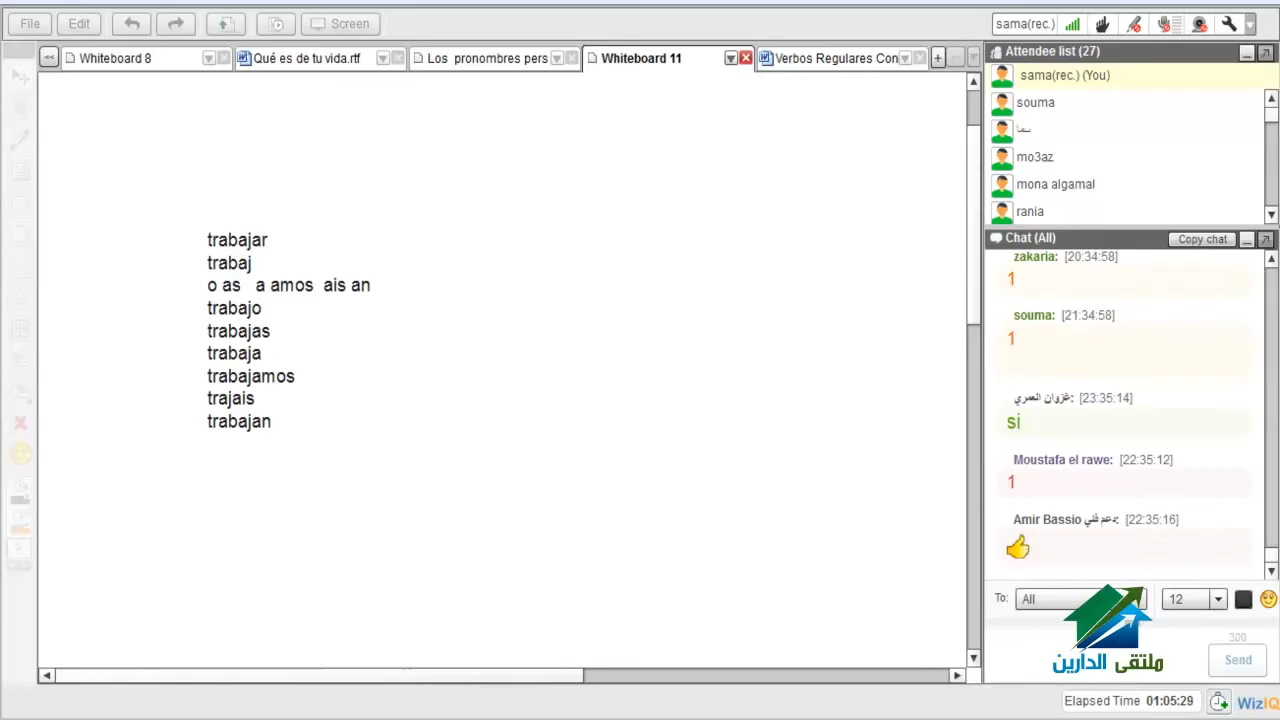 File Edit Screen sama(rec.)
Whiteboard 8 Qué es de tu vida.rtf Los pronombres pers Whiteboard 11 Verbos Regulares Con
trabajar
trabaj
o as a amos ais an
trabajo
trabajas
trabaja
trabajamos
trajais
trabajan
Attendee list (27)
sama(rec.) (You)
souma
سما
mo3az
mona algamal
rania
Chat (All) Copy chat
zakaria: [20:34:58]
1
souma: [21:34:58]
1
غزوان العمري: [23:35:14]
si
Moustafa el rawe: [22:35:12]
1
Amir Bassio دعم فني: [22:35:16]
To: All 12
ملتقى الدارين
300
Send
Elapsed Time 01:05:29 WizIQ